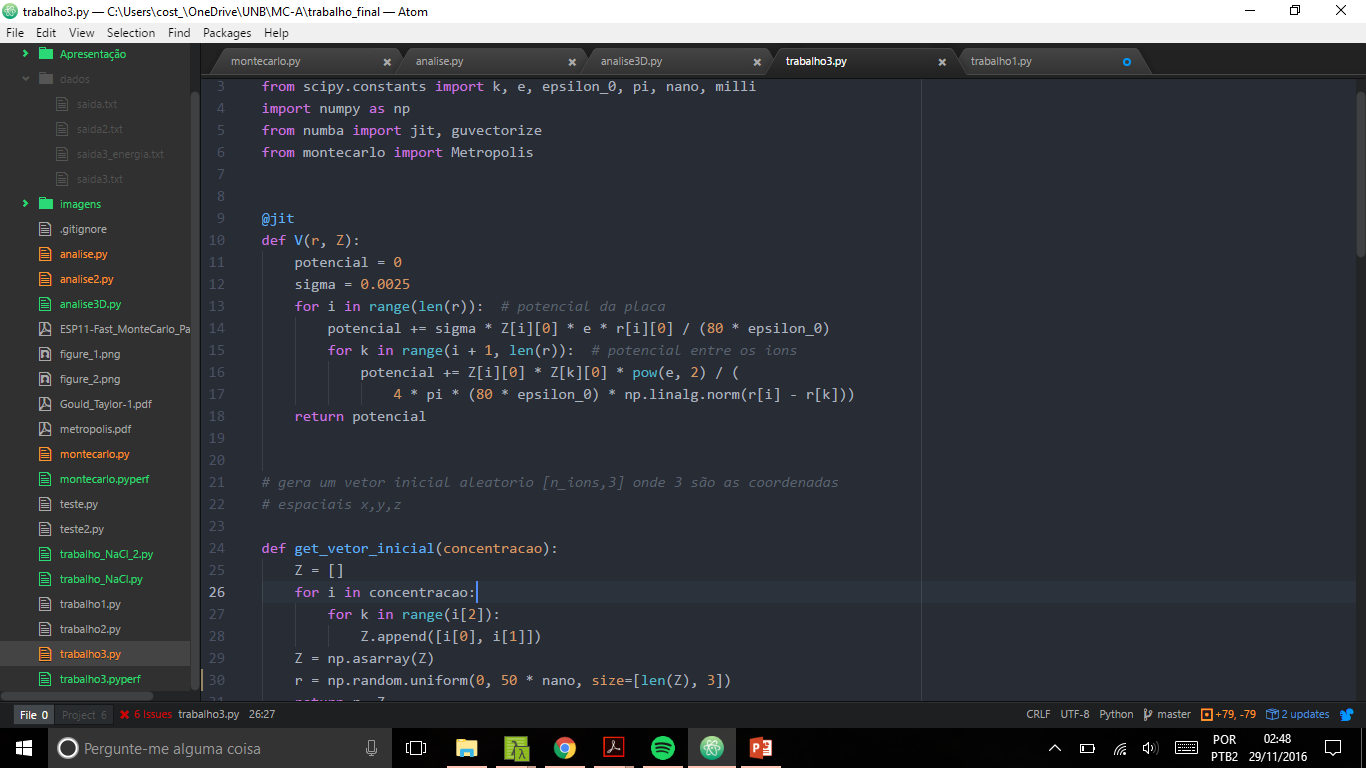 trabalho3.py — C:\Users\cost_\OneDrive\UNB\MC-A\trabalho_final — Atom
File Edit View Selection Find Packages Help
Apresentação
dados
saida.txt
saida2.txt
saida3_energia.txt
saida3.txt
imagens
.gitignore
analise.py
analise2.py
analise3D.py
ESP11-Fast_MonteCarlo_Pa
figure_1.png
figure_2.png
Gould_Taylor-1.pdf
metropolis.pdf
montecarlo.py
montecarlo.pyperf
teste.py
teste2.py
trabalho_NaCl_2.py
trabalho_NaCl.py
trabalho1.py
trabalho2.py
trabalho3.py
trabalho3.pyperf
montecarlo.py analise.py analise3D.py trabalho3.py trabalho1.py
3 from scipy.constants import k, e, epsilon_0, pi, nano, milli
4 import numpy as np
5 from numba import jit, guvectorize
6 from montecarlo import Metropolis
7
8
9 @jit
10 def V(r, Z):
11 potencial = 0
12 sigma = 0.0025
13 for i in range(len(r)): # potencial da placa
14 potencial += sigma * Z[i][0] * e * r[i][0] / (80 * epsilon_0)
15 for k in range(i + 1, len(r)): # potencial entre os ions
16 potencial += Z[i][0] * Z[k][0] * pow(e, 2) / (
17 4 * pi * (80 * epsilon_0) * np.linalg.norm(r[i] - r[k]))
18 return potencial
19
20
21 # gera um vetor inicial aleatorio [n_ions,3] onde 3 são as coordenadas
22 # espaciais x,y,z
23
24 def get_vetor_inicial(concentracao):
25 Z = []
26 for i in concentracao:
27 for k in range(i[2]):
28 Z.append([i[0], i[1]])
29 Z = np.asarray(Z)
30 r = np.random.uniform(0, 50 * nano, size=[len(Z), 3])
31 return r, Z
File 0 Project 6 6 Issues trabalho3.py 26:27 CRLF UTF-8 Python master +79, -79 2 updates
Pergunte-me alguma coisa
POR
PTB2
02:48
29/11/2016